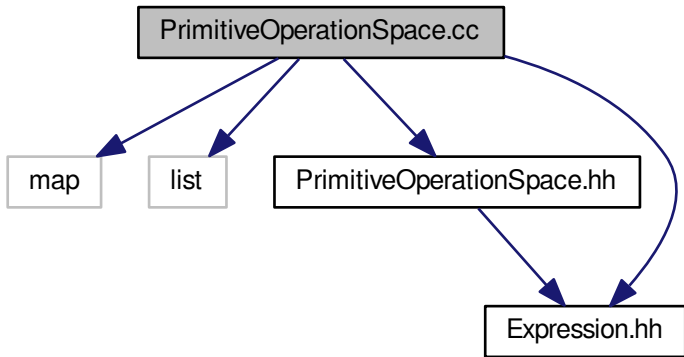 PrimitiveOperationSpace.cc
map
list
PrimitiveOperationSpace.hh
Expression.hh